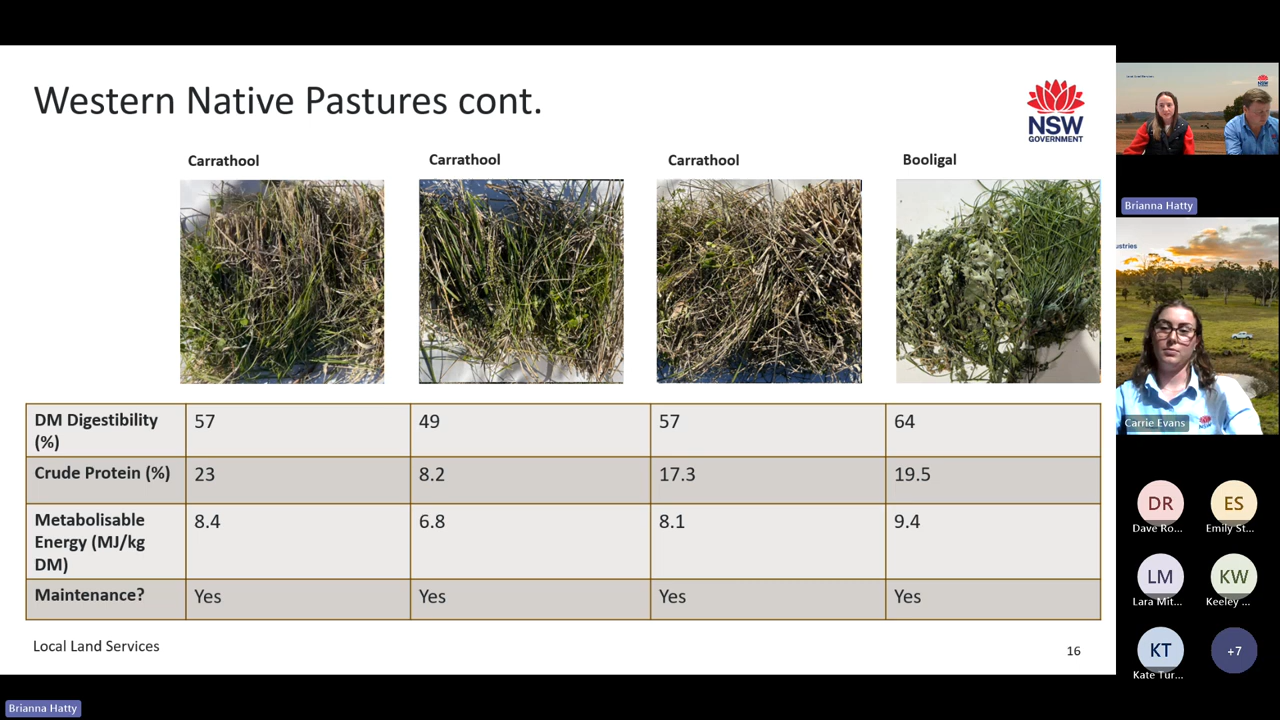 Western Native Pastures cont.
NSW
GOVERNMENT
Carrathool
Carrathool
Carrathool
Booligal
DM Digestibility
(%)
57
49
57
64
Crude Protein (%)
23
8.2
17.3
19.5
Metabolisable
Energy (MJ/kg
DM)
8.4
6.8
8.1
9.4
Maintenance?
Yes
Yes
Yes
Yes
Local Land Services
16
Brianna Hatty
Brianna Hatty
ustries
Carrie Evans
DR
Dave Ro...
ES
Emily St...
LM
Lara Mit...
KW
Keeley ...
KT
Kate Tur...
+7